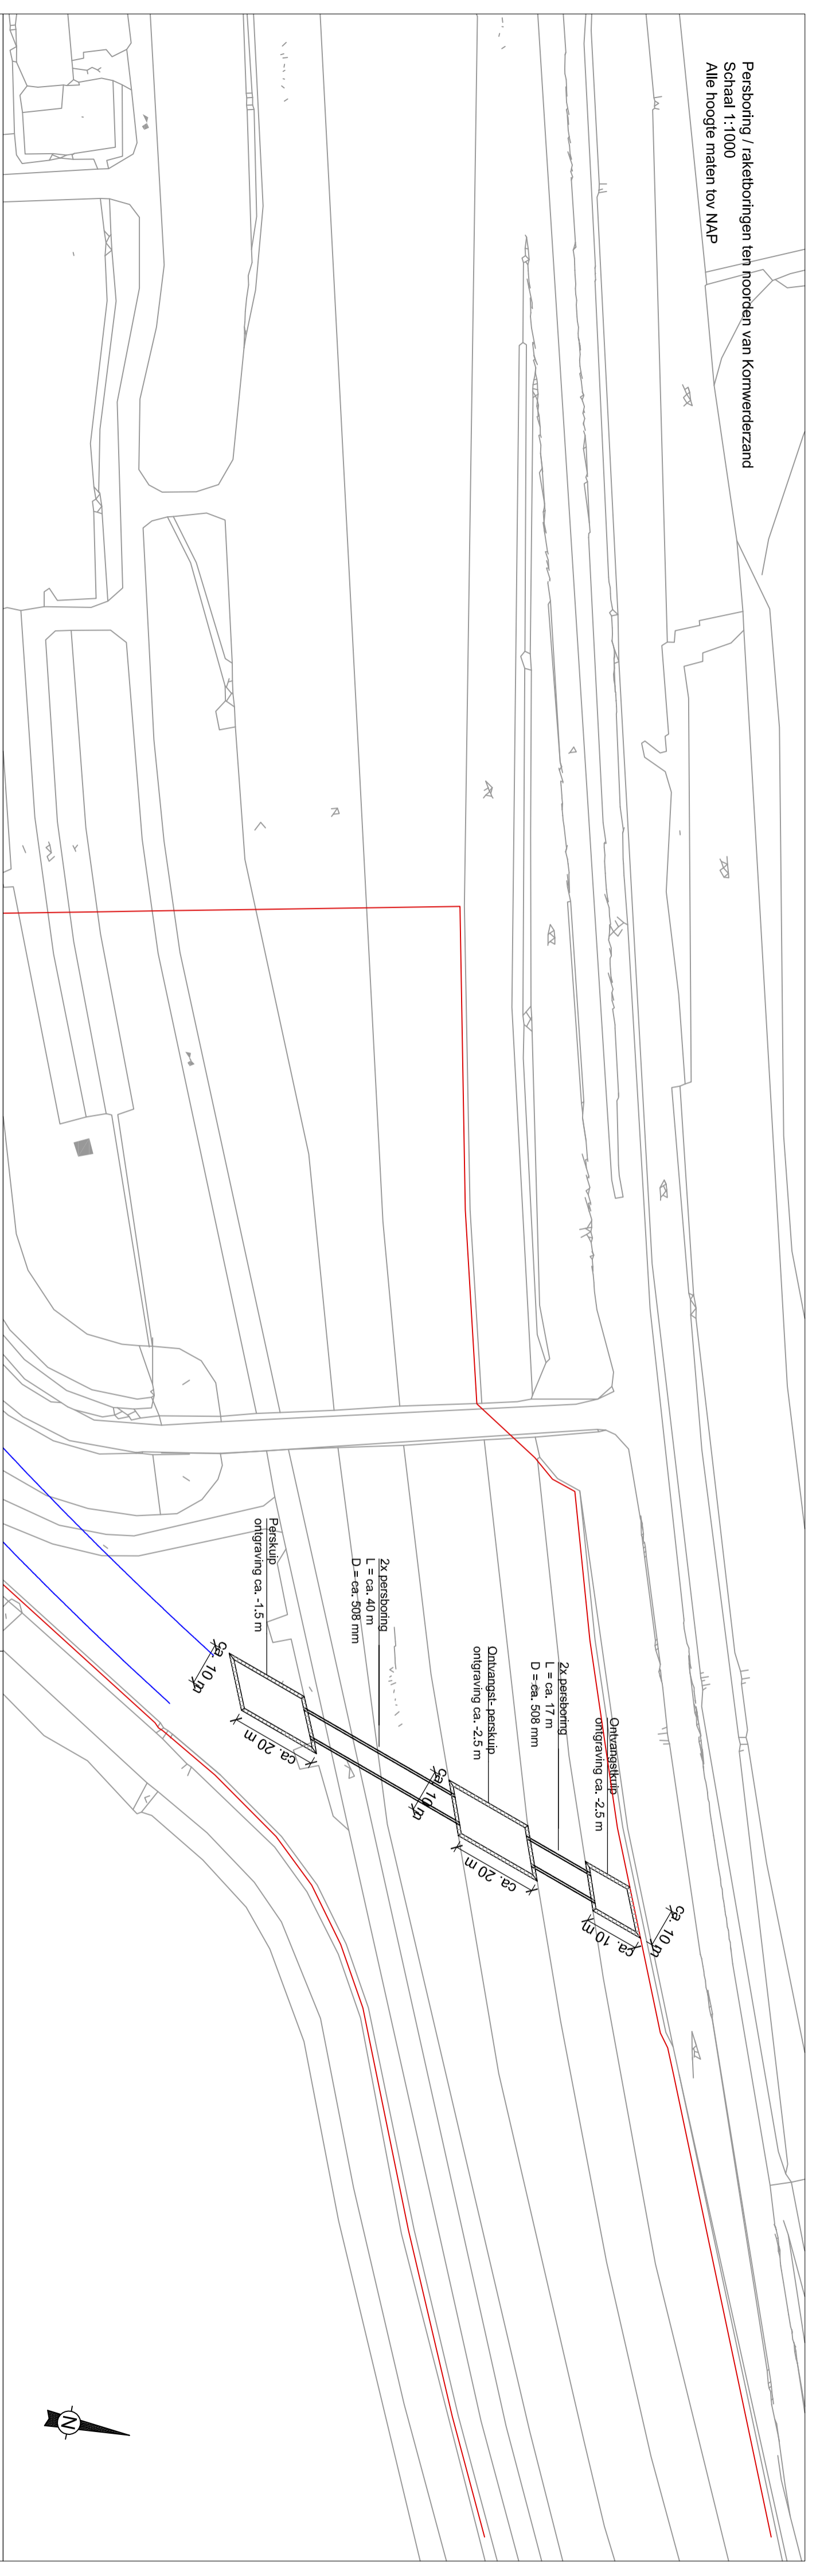 Persboring / raketboringen ten noorden van Kornwerderzand
Schaal 1:1000
Alle hoogte maten tov NAP
Perskuip
ontgraving ca. -1.5 m
2x persboring
L = ca. 40 m
D = ca. 508 mm
Ontvangst- perskuip
ontgraving ca. -2.5 m
2x persboring
L = ca. 17 m
D = ca. 508 mm
Ontvangstkuip
ontgraving ca. -2.5 m
ca. 10 m
ca. 20 m
ca. 10 m
ca. 20 m
ca. 10 m
ca. 10 m
N